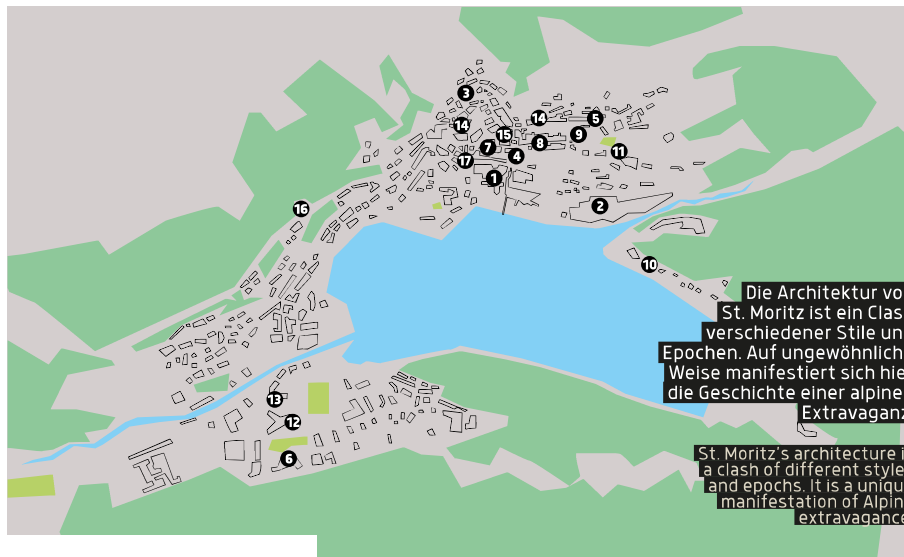 3
14
14
5
15
9
7
8
4
11
17
1
16
2
10
Die Architektur vo
St. Moritz ist ein Clas
verschiedener Stile un
Epochen. Auf ungewöhnlich
Weise manifestiert sich hie
die Geschichte einer alpine
Extravaganz
13
12
St. Moritz's architecture i
a clash of different style
and epochs. It is a uniqu
manifestation of Alpin
extravagance
6